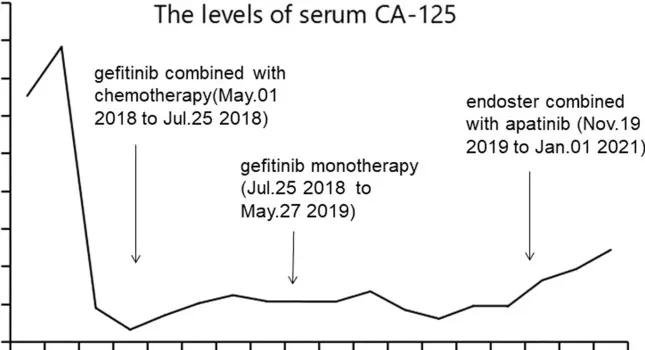 The levels of serum CA-125
gefitinib combined with
chemotherapy(May.01
2018 to Jul.25 2018)
gefitinib monotherapy
(Jul.25 2018 to
May.27 2019)
endoster combined
with apatinib (Nov.19
2019 to Jan.01 2021)